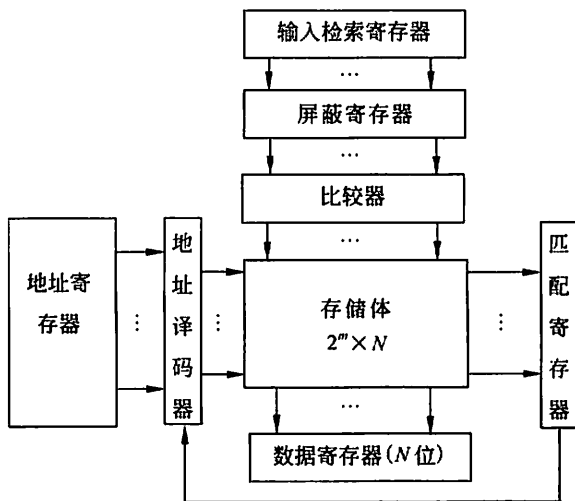 输入检索寄存器
…
屏蔽寄存器
…
比较器
…
地址寄
存器
…
地址译码器
…
存储体
2^m × N
…
匹配寄存器
…
数据寄存器(N位)